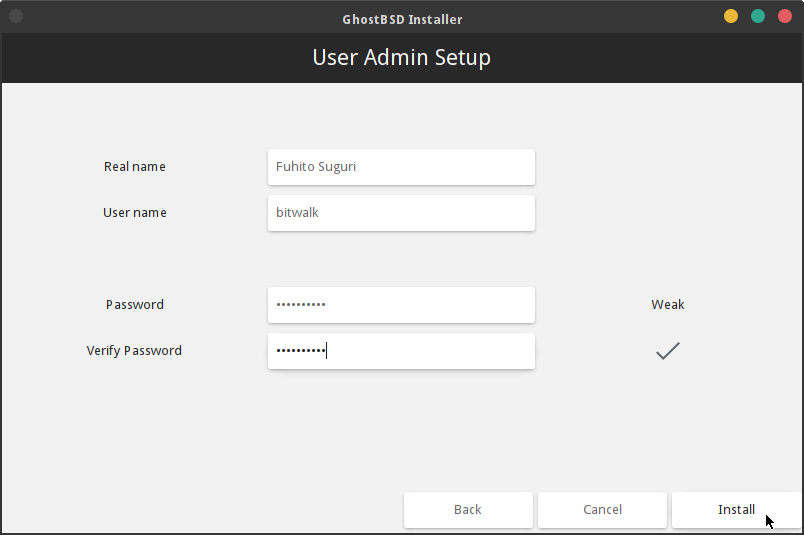 GhostBSD Installer
User Admin Setup
Real name Fuhito Suguri
User name bitwalk
Password •••••••••• Weak
Verify Password ••••••••••
Back Cancel Install